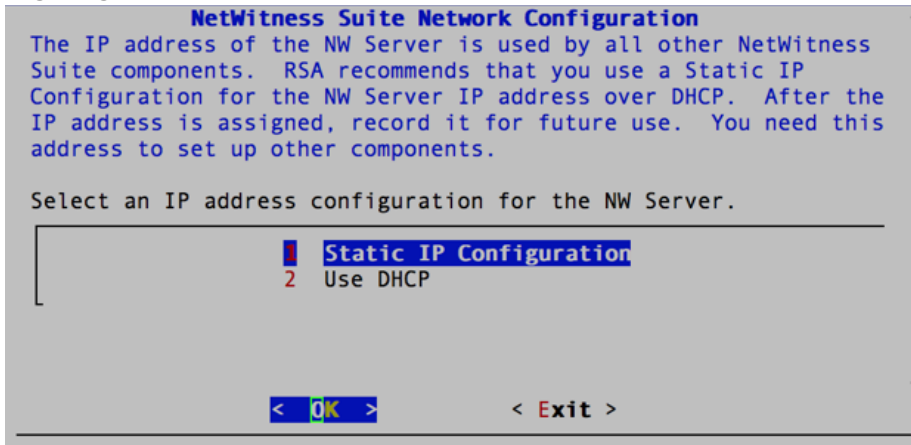 NetWitness Suite Network Configuration
The IP address of the NW Server is used by all other NetWitness
Suite components. RSA recommends that you use a Static IP
Configuration for the NW Server IP address over DHCP. After the
IP address is assigned, record it for future use. You need this
address to set up other components.
Select an IP address configuration for the NW Server.
1 Static IP Configuration
2 Use DHCP
< OK > < Exit >